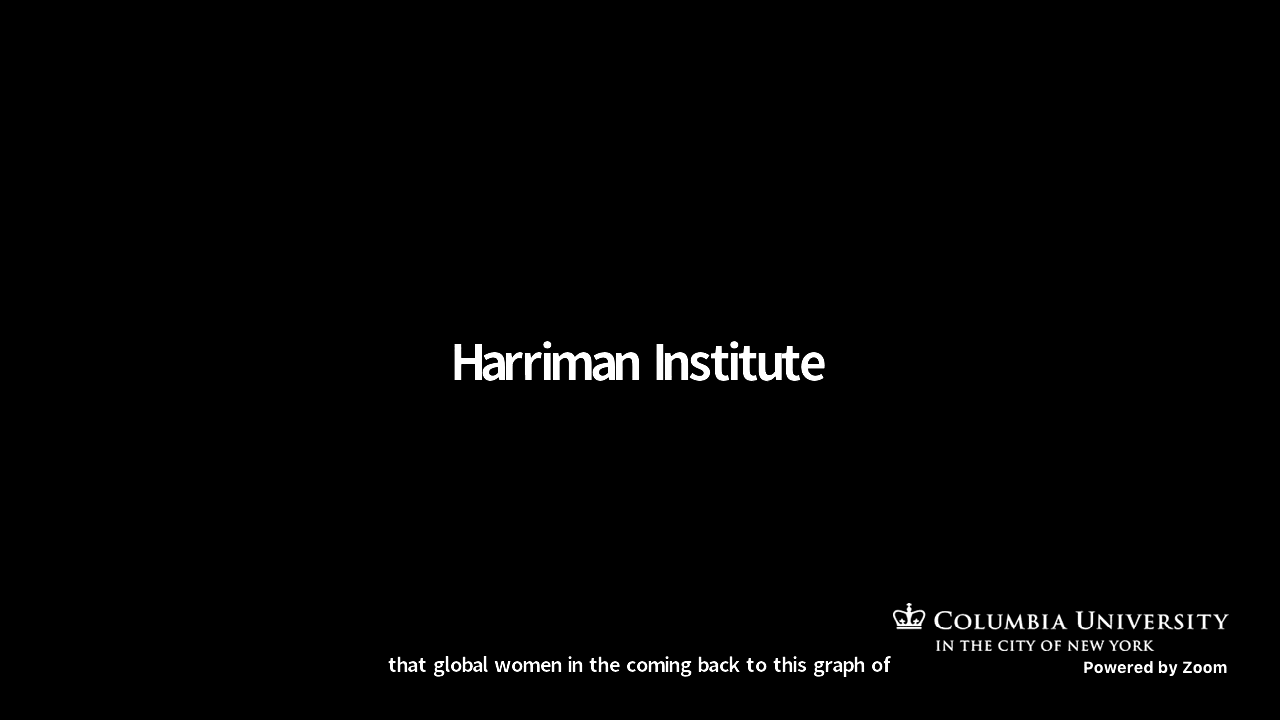 Harriman Institute
COLUMBIA UNIVERSITY
IN THE CITY OF NEW YORK
that global women in the coming back to this graph of
Powered by Zoom